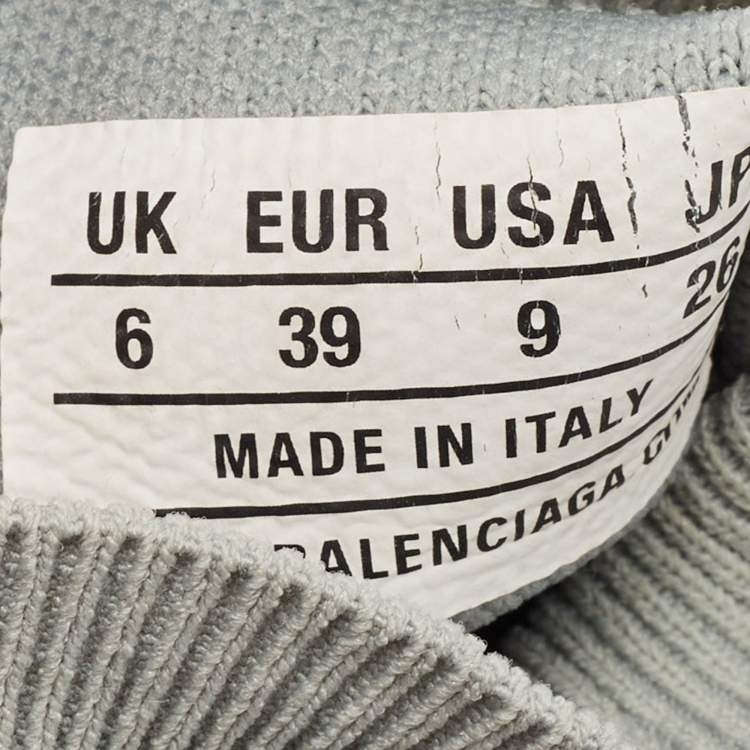 UK EUR USA JP
6 39 9 26
MADE IN ITALY
BALENCIAGA